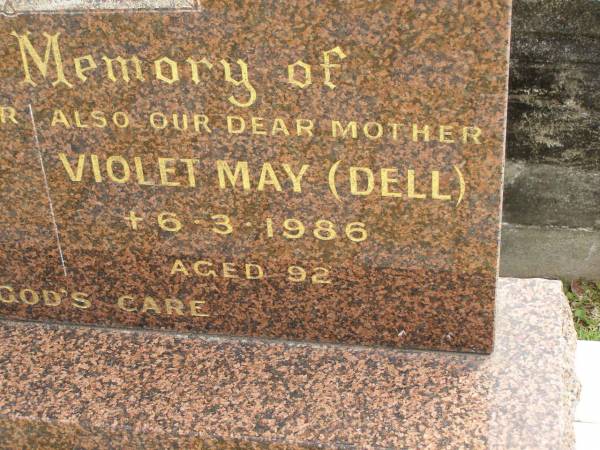 Memory of
R ALSO OUR DEAR MOTHER
VIOLET MAY (DELL)
+ 6-3-1986
AGED 92
GOD'S CARE